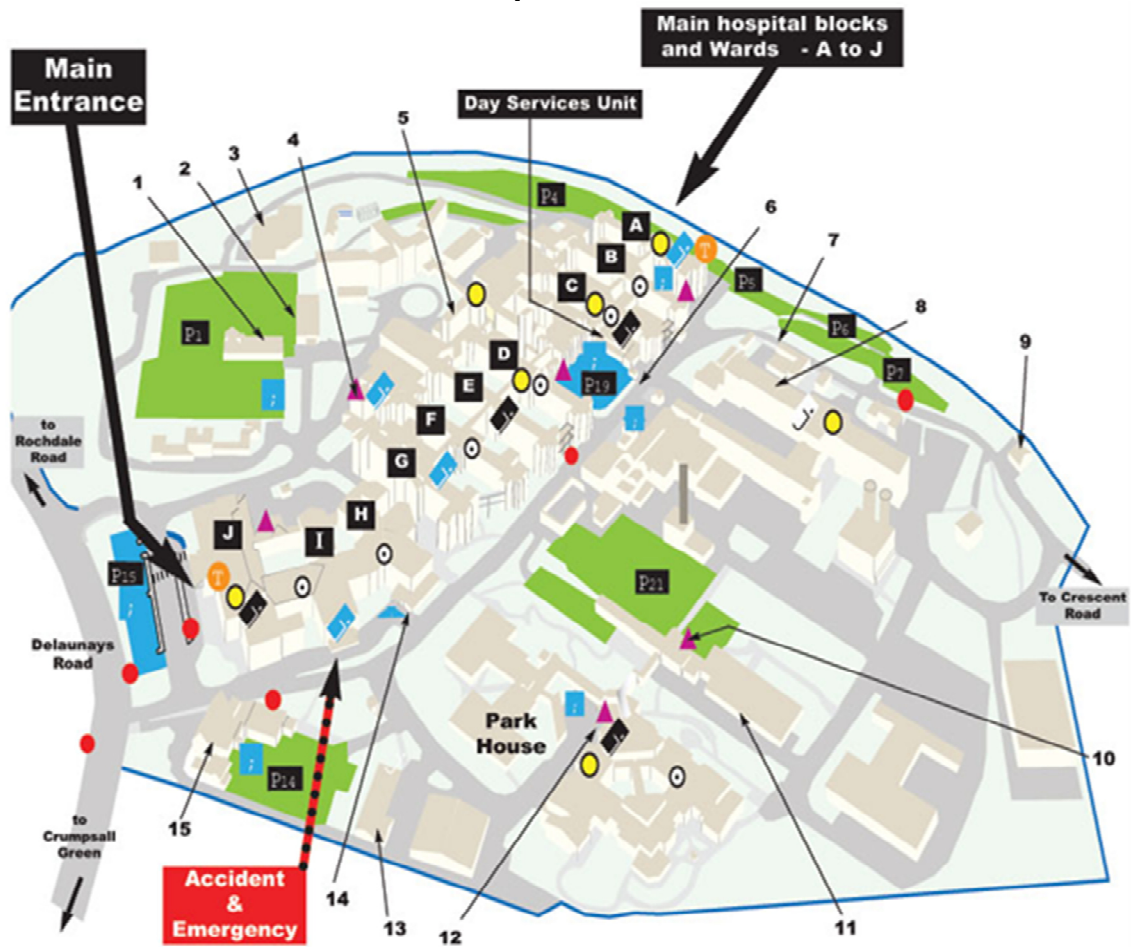 Main hospital blocks
and Wards - A to J
Main
Entrance
Day Services Unit
1
2
3
4
5
P4
A
6
B
T
7
C
P5
8
P1
P6
9
D
P7
E
P19
F
to
Rochdale
Road
G
H
J
I
T
P15
P21
To Crescent
Road
Delaunays
Road
Park
House
10
P14
15
to
Crumpsall
Green
Accident
&
Emergency
14
13
12
11